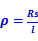 ρ = Rs/l